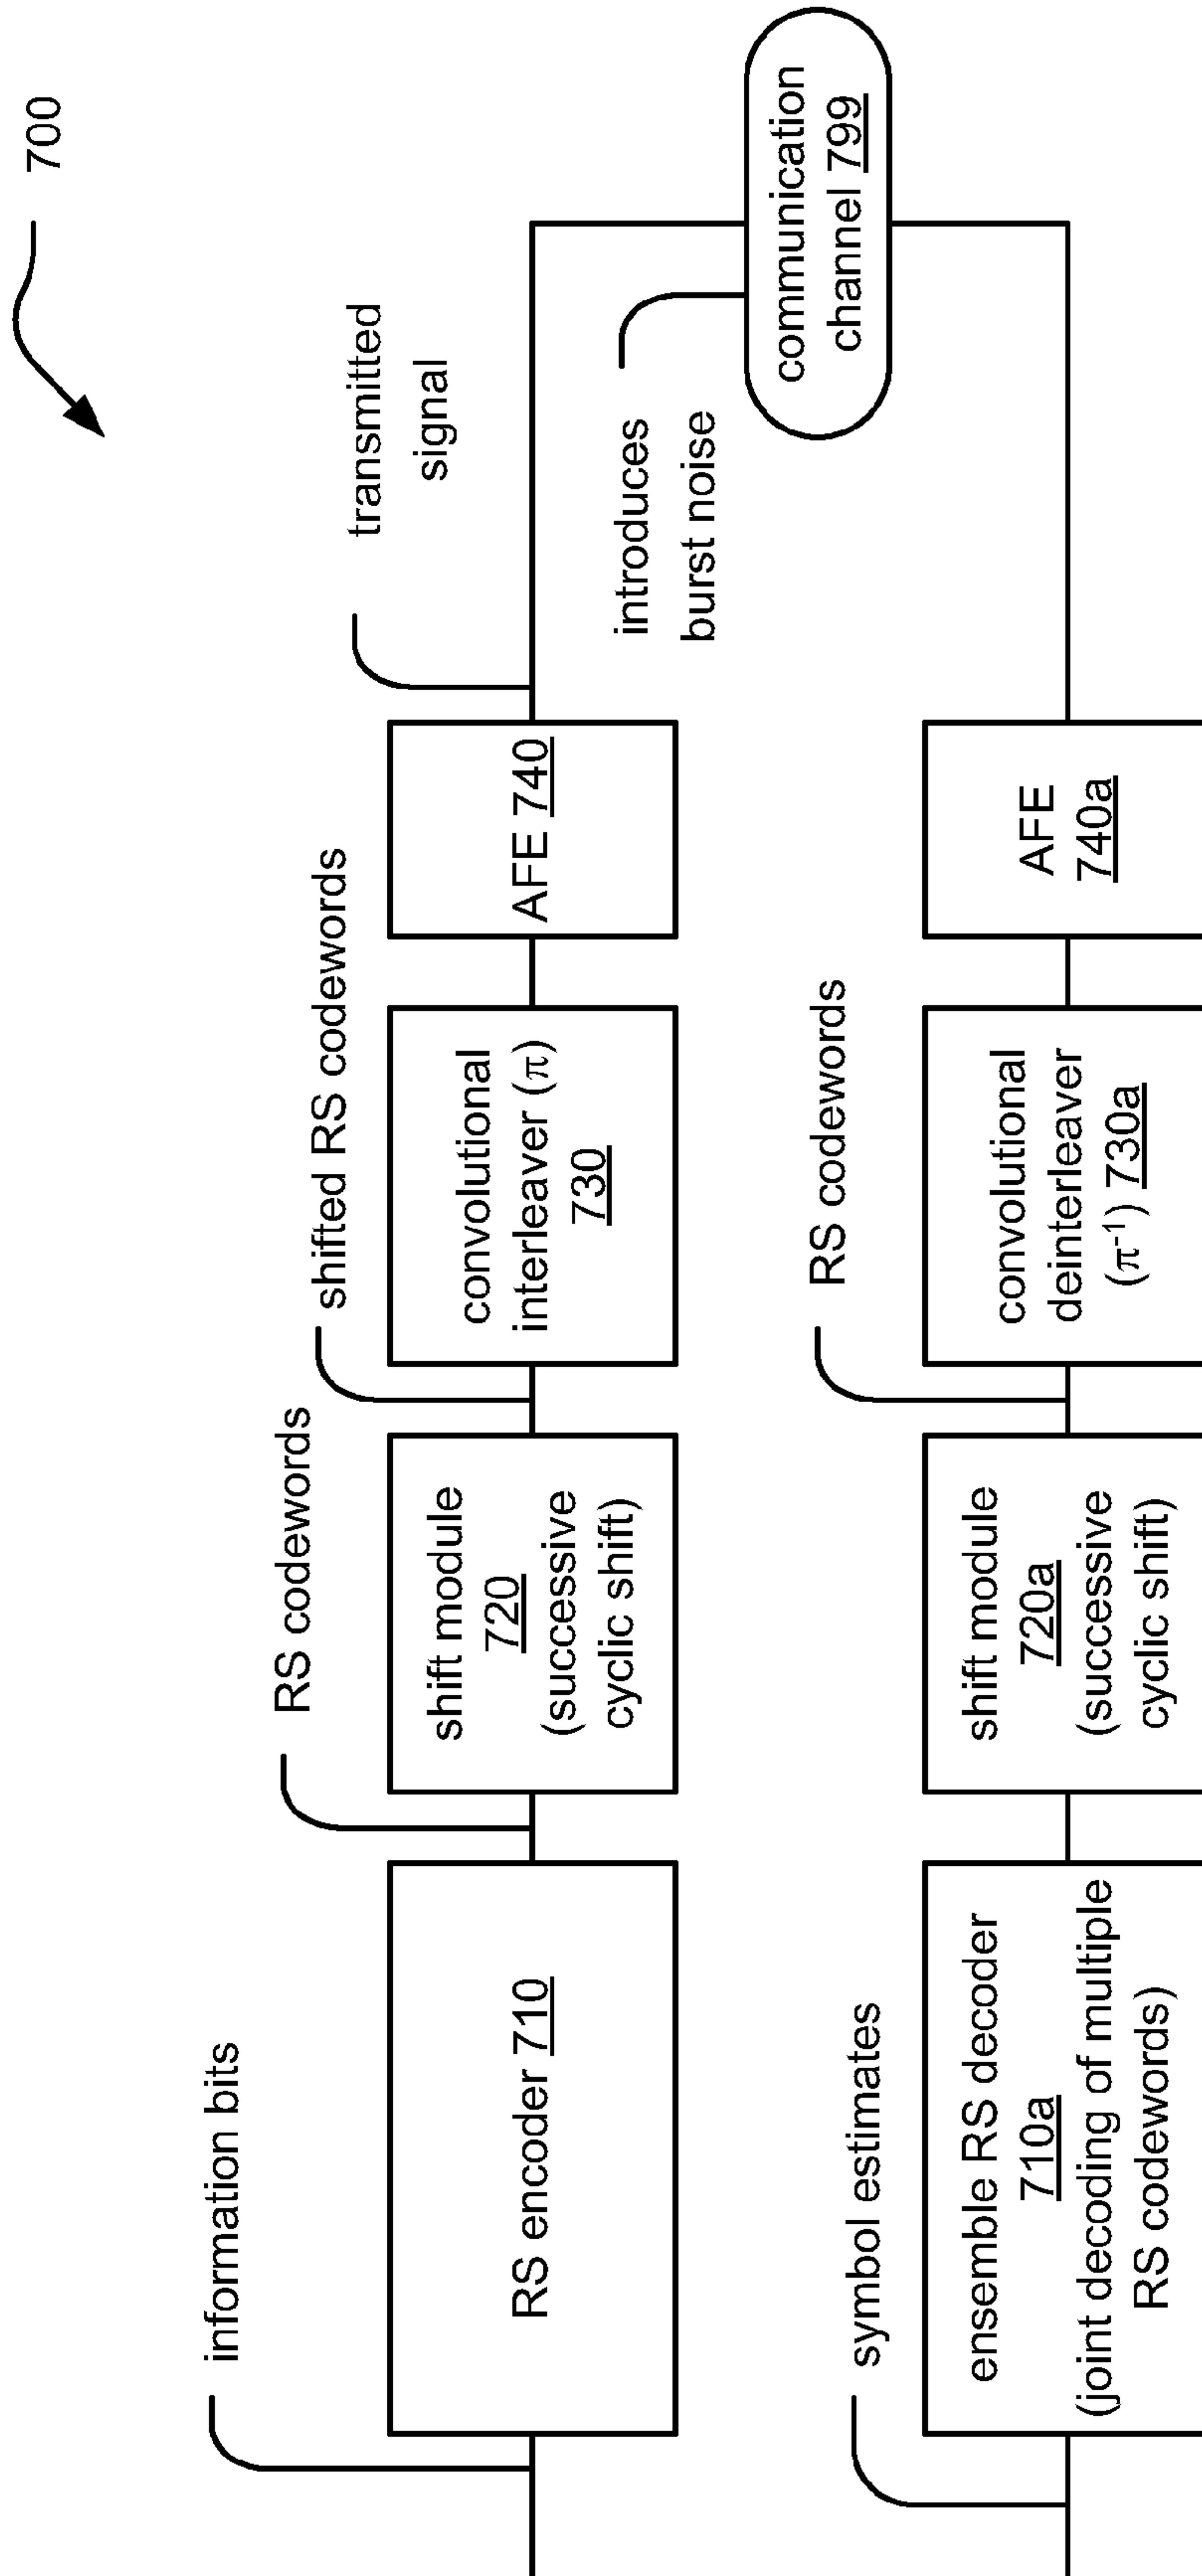 700
information bits
RS codewords
shifted RS codewords
transmitted
signal
RS encoder 710
shift module
720
(successive
cyclic shift)
convolutional
interleaver (π)
730
AFE 740
introduces
burst noise
communication
channel 799
symbol estimates
RS codewords
ensemble RS decoder
710a
(joint decoding of multiple
RS codewords)
shift module
720a
(successive
cyclic shift)
convolutional
deinterleaver
(π⁻¹) 730a
AFE
740a